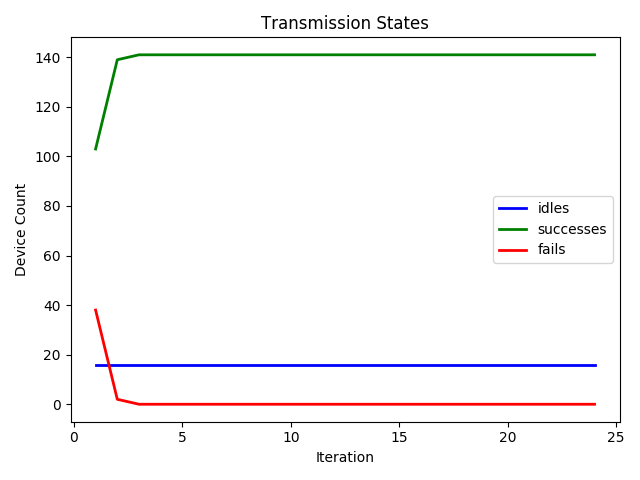 Transmission States
Device Count
140
120
100
80
60
40
20
0
idles
successes
fails
0 5 10 15 20 25
Iteration